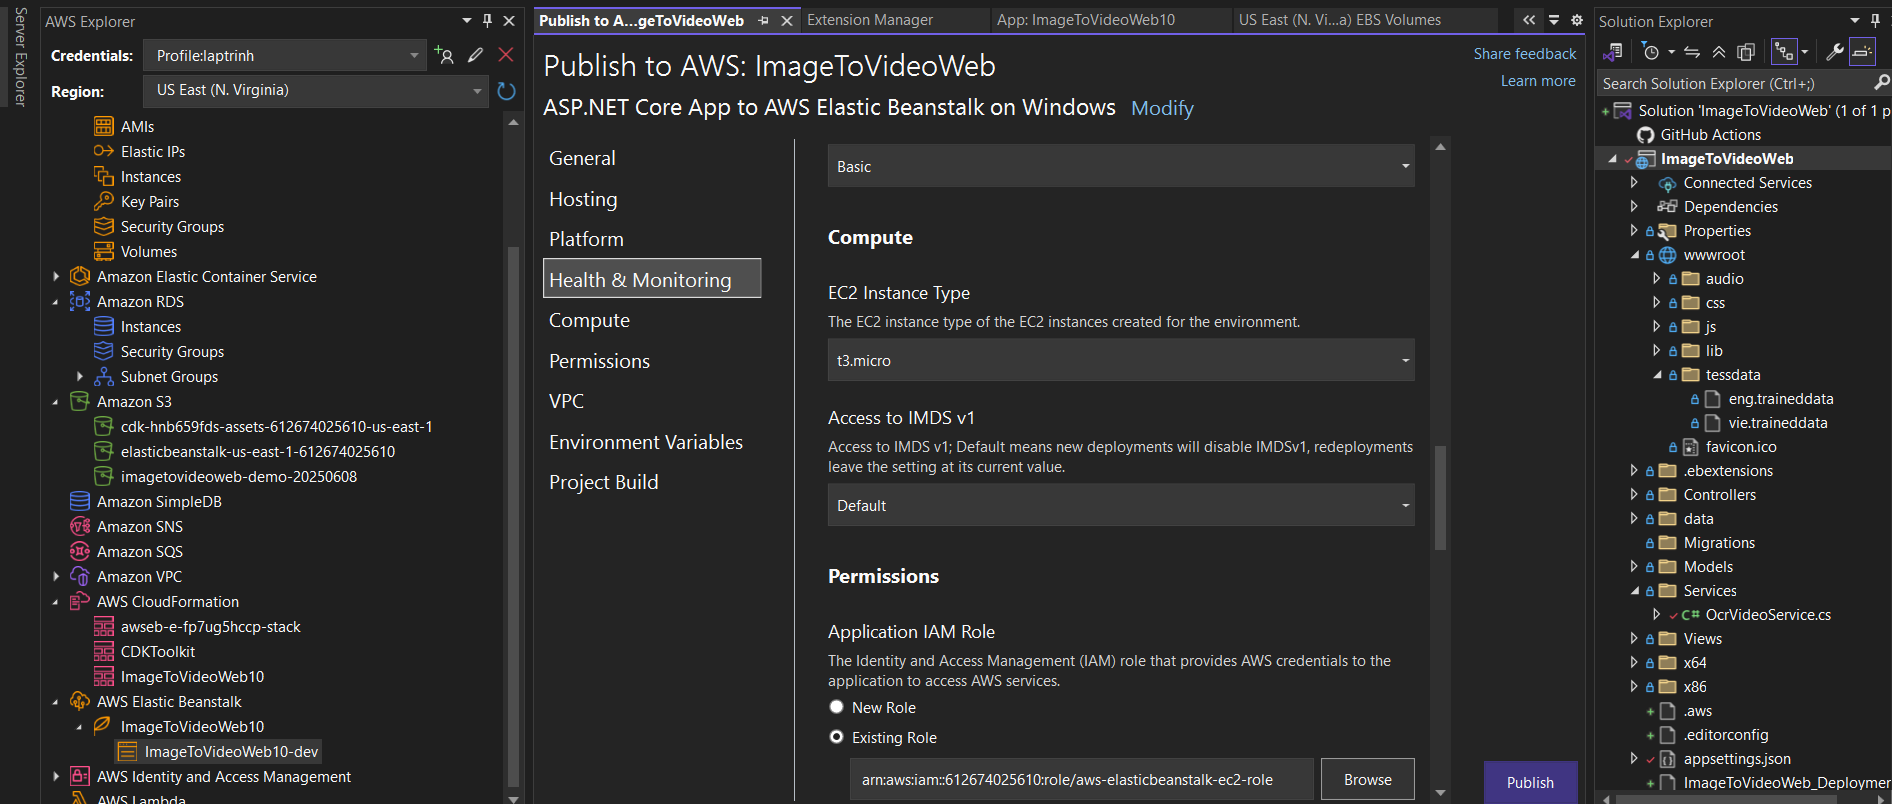 Server Explorer
AWS Explorer
Credentials:
Profile:laptrinh
Region:
US East (N. Virginia)
AMIs
Elastic IPs
Instances
Key Pairs
Security Groups
Volumes
Amazon Elastic Container Service
Amazon RDS
Instances
Security Groups
Subnet Groups
Amazon S3
cdk-hnb659fds-assets-612674025610-us-east-1
elasticbeanstalk-us-east-1-612674025610
imagetovideoweb-demo-20250608
Amazon SimpleDB
Amazon SNS
Amazon SQS
Amazon VPC
AWS CloudFormation
awseb-e-fp7ug5hccp-stack
CDKToolkit
ImageToVideoWeb10
AWS Elastic Beanstalk
ImageToVideoWeb10
ImageToVideoWeb10-dev
AWS Identity and Access Management
AWS Lambda
Publish to A...geToVideoWeb
Extension Manager
App: ImageToVideoWeb10
US East (N. Vi...a) EBS Volumes
Share feedback
Learn more
Publish to AWS: ImageToVideoWeb
ASP.NET Core App to AWS Elastic Beanstalk on Windows Modify
General
Hosting
Platform
Health & Monitoring
Compute
Permissions
VPC
Environment Variables
Project Build
Basic
Compute
EC2 Instance Type
The EC2 instance type of the EC2 instances created for the environment.
t3.micro
Access to IMDS v1
Access to IMDS v1; Default means new deployments will disable IMDSv1, redeployments
leave the setting at its current value.
Default
Permissions
Application IAM Role
The Identity and Access Management (IAM) role that provides AWS credentials to the
application to access AWS services.
New Role
Existing Role
arn:aws:iam::612674025610:role/aws-elasticbeanstalk-ec2-role
Browse
Publish
Solution Explorer
Search Solution Explorer (Ctrl+;)
Solution 'ImageToVideoWeb' (1 of 1 p
GitHub Actions
ImageToVideoWeb
Connected Services
Dependencies
Properties
wwwroot
audio
css
js
lib
tessdata
eng.traineddata
vie.traineddata
favicon.ico
.ebextensions
Controllers
data
Migrations
Models
Services
C# OcrVideoService.cs
Views
x64
x86
.aws
.editorconfig
appsettings.json
ImageToVideoWeb_Deploymer